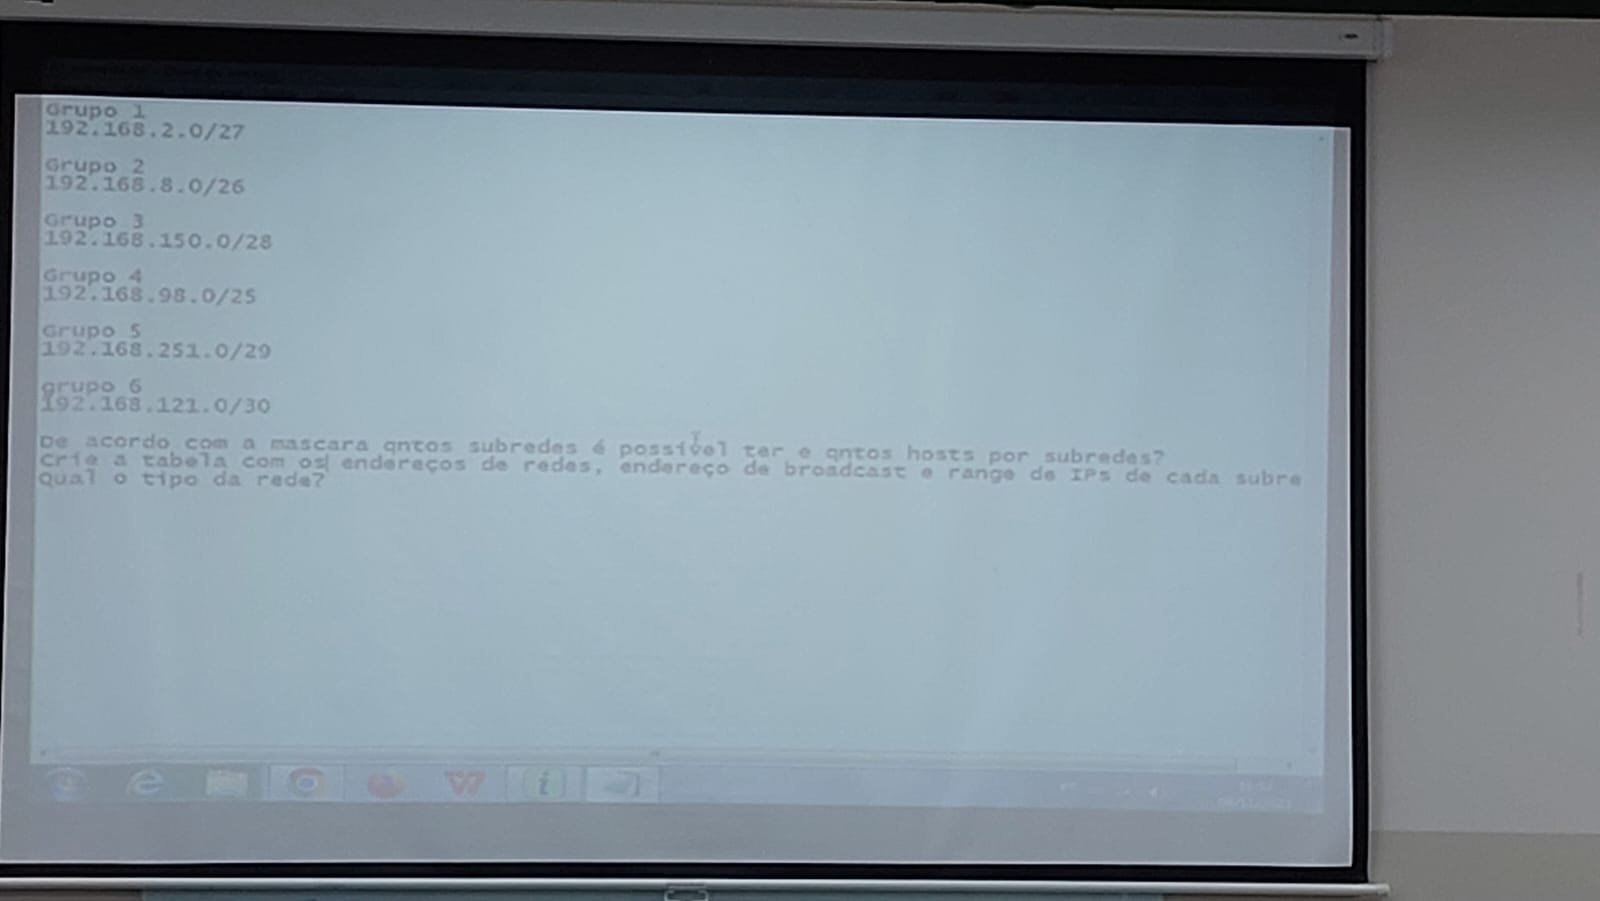 Grupo 1
192.168.2.0/27
Grupo 2
192.168.8.0/26
Grupo 3
192.168.150.0/28
Grupo 4
192.168.98.0/25
Grupo 5
192.168.251.0/29
grupo 6
192.168.121.0/30
De acordo com a mascara qntos subredes é possível ter e qntos hosts por subredes?
Crie a tabela com os endereços de redes, endereço de broadcast e range de IPs de cada subre
qual o tipo da rede?